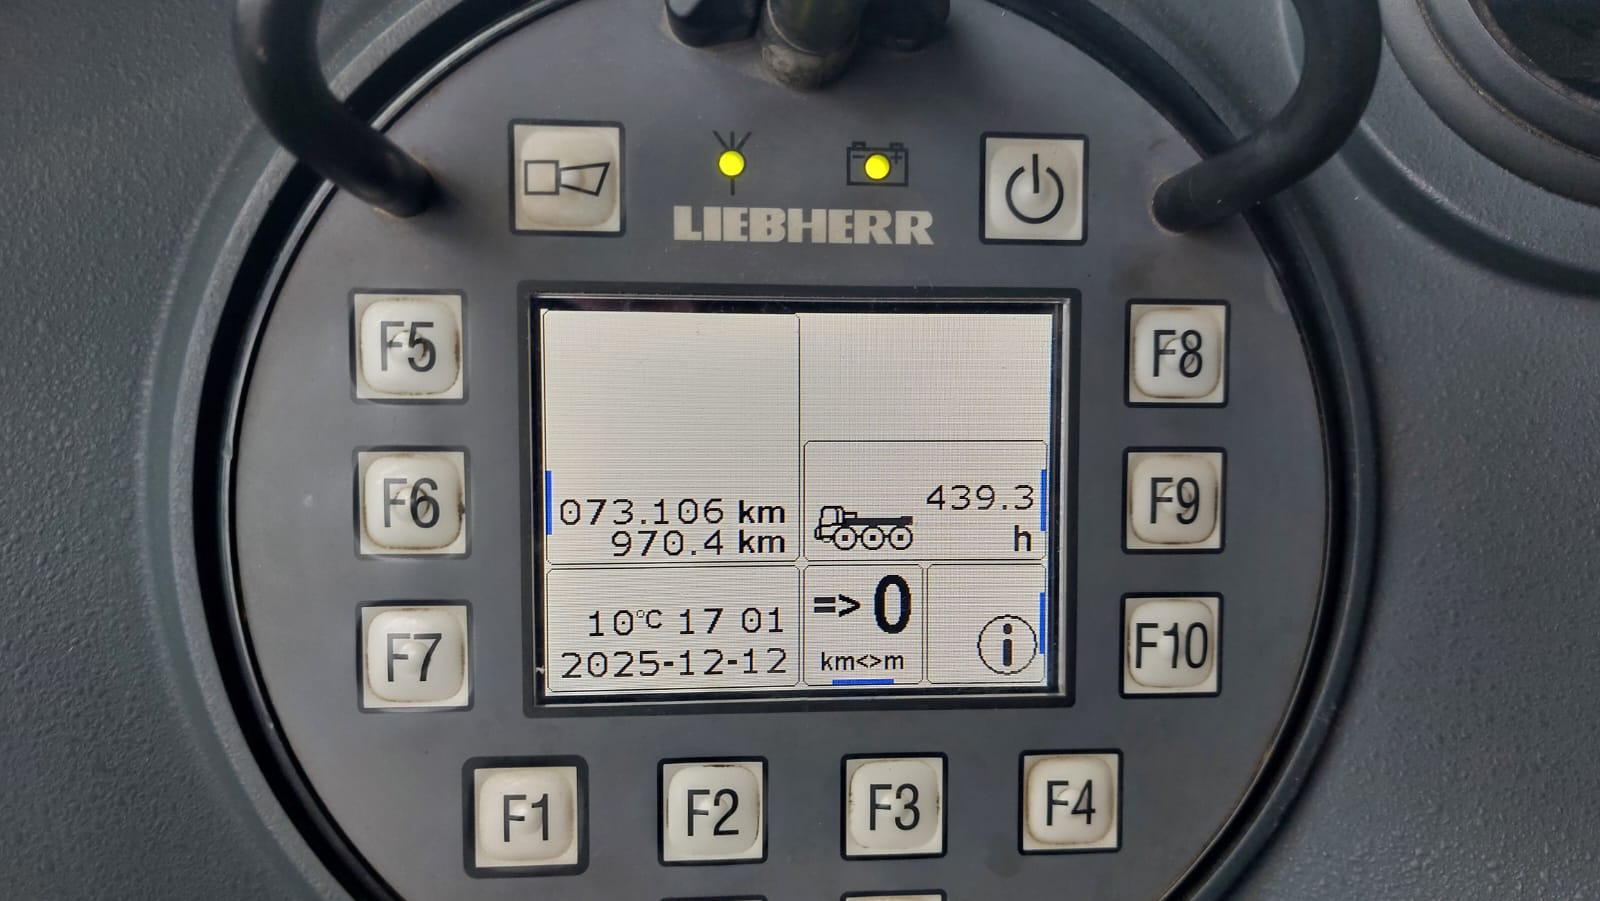 LIEBHERR
F5
F8
F6
F9
F7
F10
073.106 km
970.4 km
439.3
h
10°C 17 01
2025-12-12
=> 0
km<>m
i
F1
F2
F3
F4